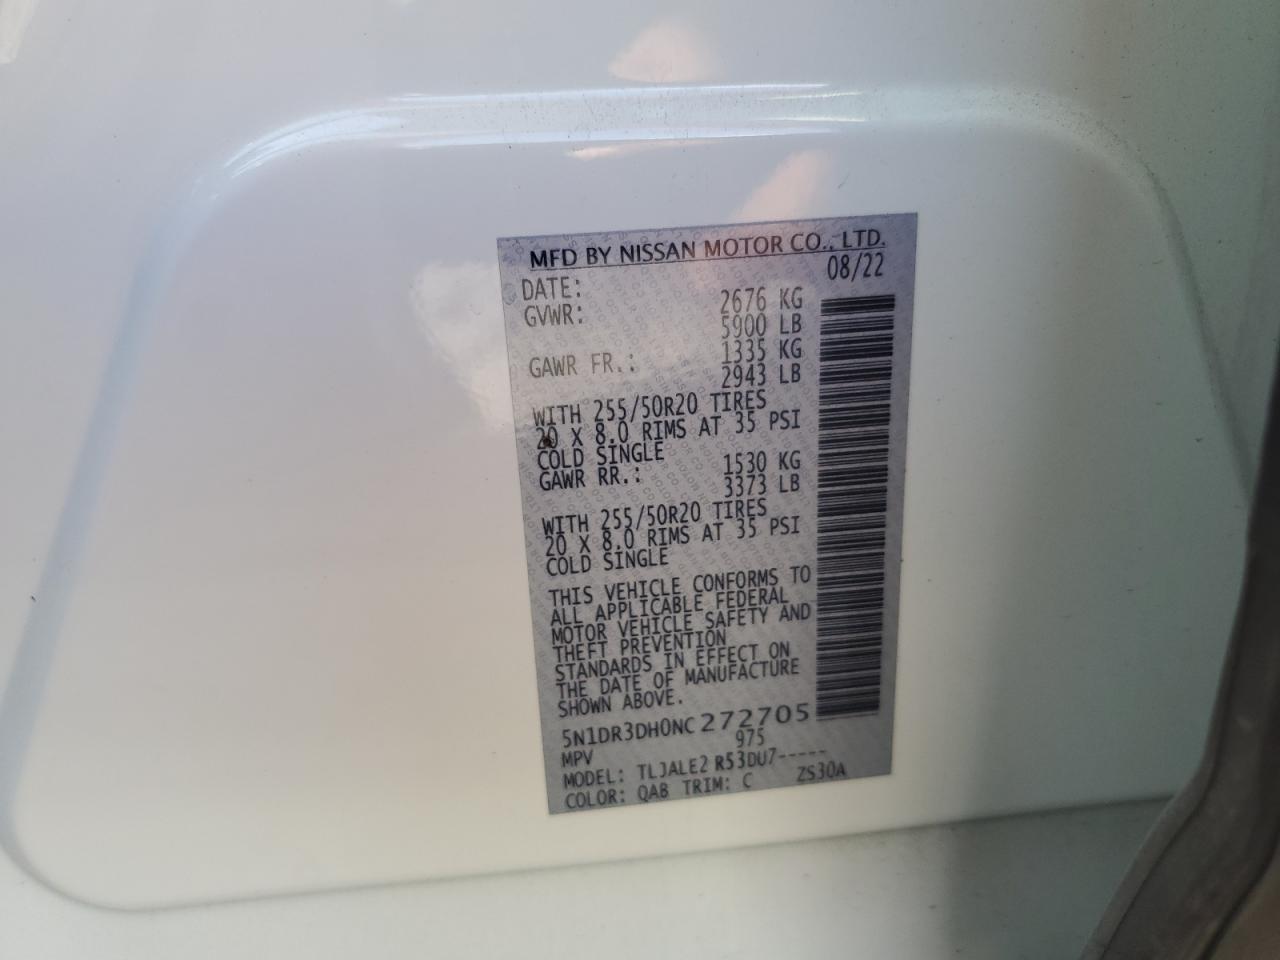 MFD BY NISSAN MOTOR CO., LTD.
DATE: 08/22
GVWR: 2676 KG
5900 LB
GAWR FR.: 1335 KG
2943 LB
WITH 255/50R20 TIRES
20 X 8.0 RIMS AT 35 PSI
COLD SINGLE
GAWR RR.: 1530 KG
3373 LB
WITH 255/50R20 TIRES
20 X 8.0 RIMS AT 35 PSI
COLD SINGLE
THIS VEHICLE CONFORMS TO
ALL APPLICABLE FEDERAL
MOTOR VEHICLE SAFETY AND
THEFT PREVENTION
STANDARDS IN EFFECT ON
THE DATE OF MANUFACTURE
SHOWN ABOVE.
5N1DR3DH0NC272705
MPV 975
MODEL: TLJALE2 R53DU7-----
COLOR: QAB TRIM: C ZS30A